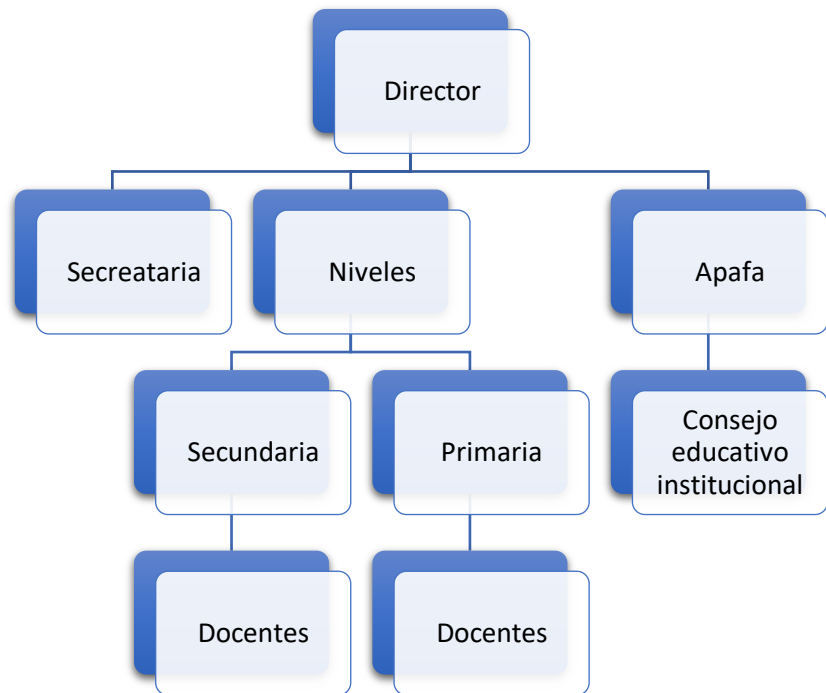 Director
Secreataria
Niveles
Apafa
Secundaria
Primaria
Consejo
educativo
institucional
Docentes
Docentes